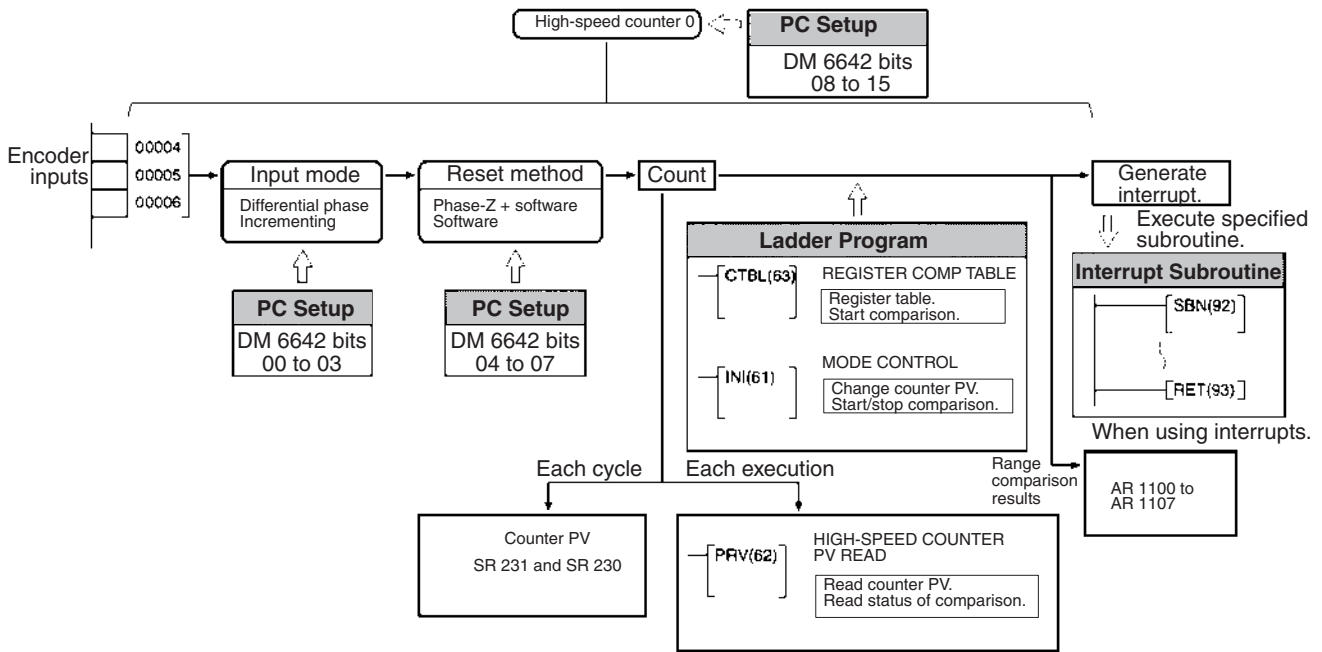 High-speed counter 0
PC Setup
DM 6642 bits
08 to 15
Encoder
inputs
00004
00005
00006
Input mode
Differential phase
Incrementing
Reset method
Phase-Z + software
Software
Count
Generate
interrupt.
Execute specified
subroutine.
PC Setup
DM 6642 bits
00 to 03
PC Setup
DM 6642 bits
04 to 07
Ladder Program
CTBL(63)
REGISTER COMP TABLE
Register table.
Start comparison.
INI(61)
MODE CONTROL
Change counter PV.
Start/stop comparison.
Interrupt Subroutine
SBN(92)
RET(93)
When using interrupts.
Each cycle
Each execution
Range
comparison
results
AR 1100 to
AR 1107
Counter PV
SR 231 and SR 230
PRV(62)
HIGH-SPEED COUNTER
PV READ
Read counter PV.
Read status of comparison.